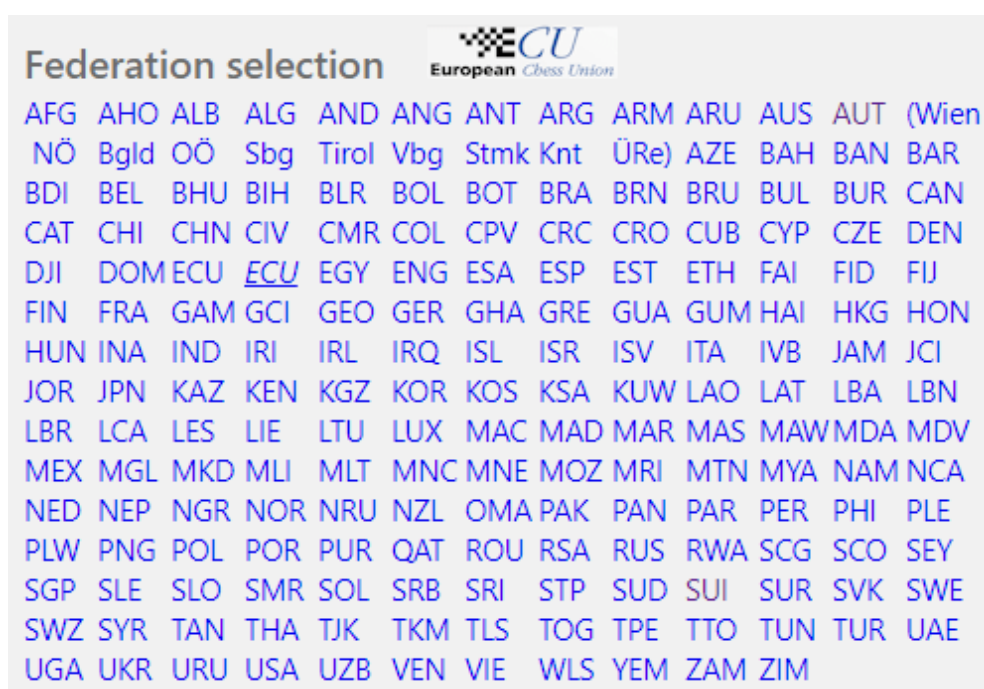 Federation selection
ECU
European Chess Union
AFG AHO ALB ALG AND ANG ANT ARG ARM ARU AUS AUT (Wien
NÖ Bgld OÖ Sbg Tirol Vbg Stmk Knt ÜRe) AZE BAH BAN BAR
BDI BEL BHU BIH BLR BOL BOT BRA BRN BRU BUL BUR CAN
CAT CHI CHN CIV CMR COL CPV CRC CRO CUB CYP CZE DEN
DJI DOM ECU ECU EGY ENG ESA ESP EST ETH FAI FID FIJ
FIN FRA GAM GCI GEO GER GHA GRE GUA GUM HAI HKG HON
HUN INA IND IRI IRL IRQ ISL ISR ISV ITA IVB JAM JCI
JOR JPN KAZ KEN KGZ KOR KOS KSA KUW LAO LAT LBA LBN
LBR LCA LES LIE LTU LUX MAC MAD MAR MAS MAW MDA MDV
MEX MGL MKD MLI MLT MNC MNE MOZ MRI MTN MYA NAM NCA
NED NEP NGR NOR NRU NZL OMA PAK PAN PAR PER PHI PLE
PLW PNG POL POR PUR QAT ROU RSA RUS RWA SCG SCO SEY
SGP SLE SLO SMR SOL SRB SRI STP SUD SUI SUR SVK SWE
SWZ SYR TAN THA TJK TKM TLS TOG TPE TTO TUN TUR UAE
UGA UKR URU USA UZB VEN VIE WLS YEM ZAM ZIM